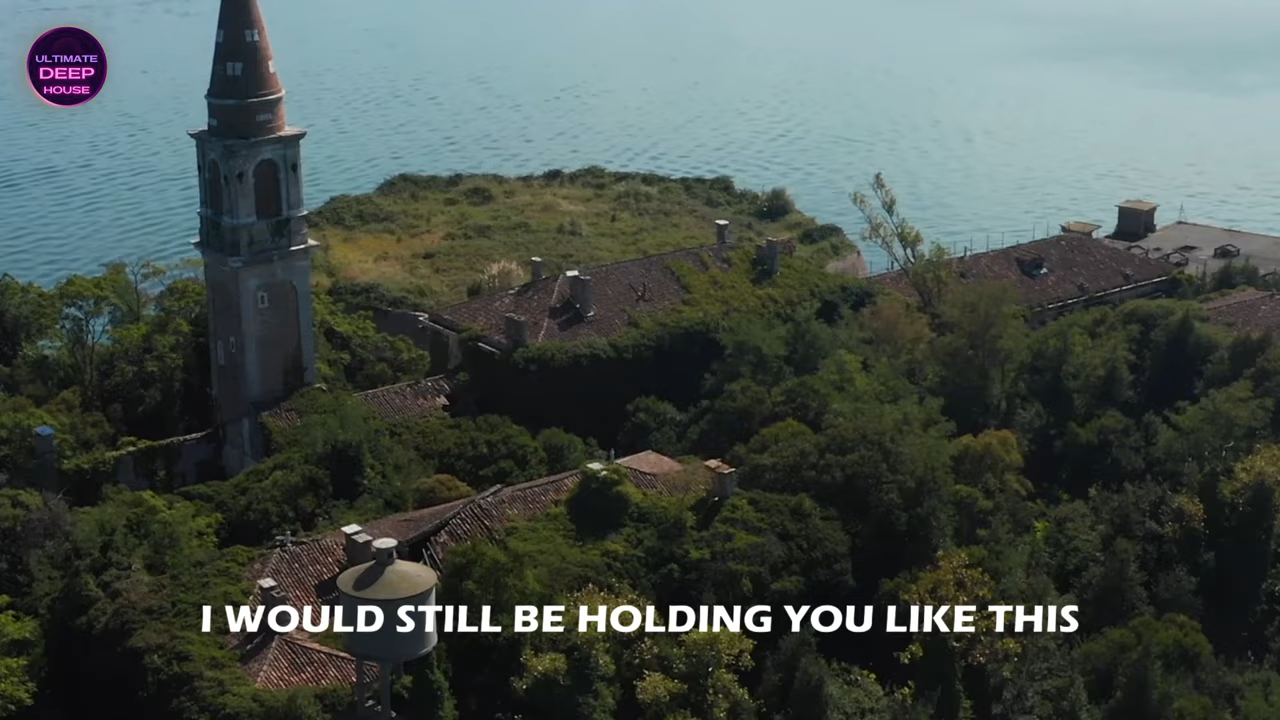 ULTIMATE
DEEP
HOUSE
I WOULD STILL BE HOLDING YOU LIKE THIS